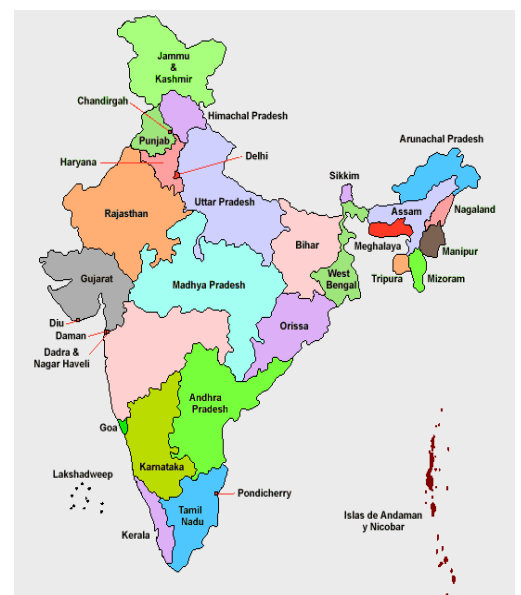 Jammu
&
Kashmir
Chandirgah
Himachal Pradesh
Punjab
Arunachal Pradesh
Haryana
Delhi
Sikkim
Uttar Pradesh
Rajasthan
Assam
Nagaland
Bihar
Meghalaya
Manipur
West
Bengal
Gujarat
Madhya Pradesh
Tripura
Mizoram
Diu
Orissa
Daman
Dadra &
Nagar Haveli
Andhra
Pradesh
Goa
Karnataka
Lakshadweep
Pondicherry
Tamil
Nadu
Islas de Andaman
y Nicobar
Kerala